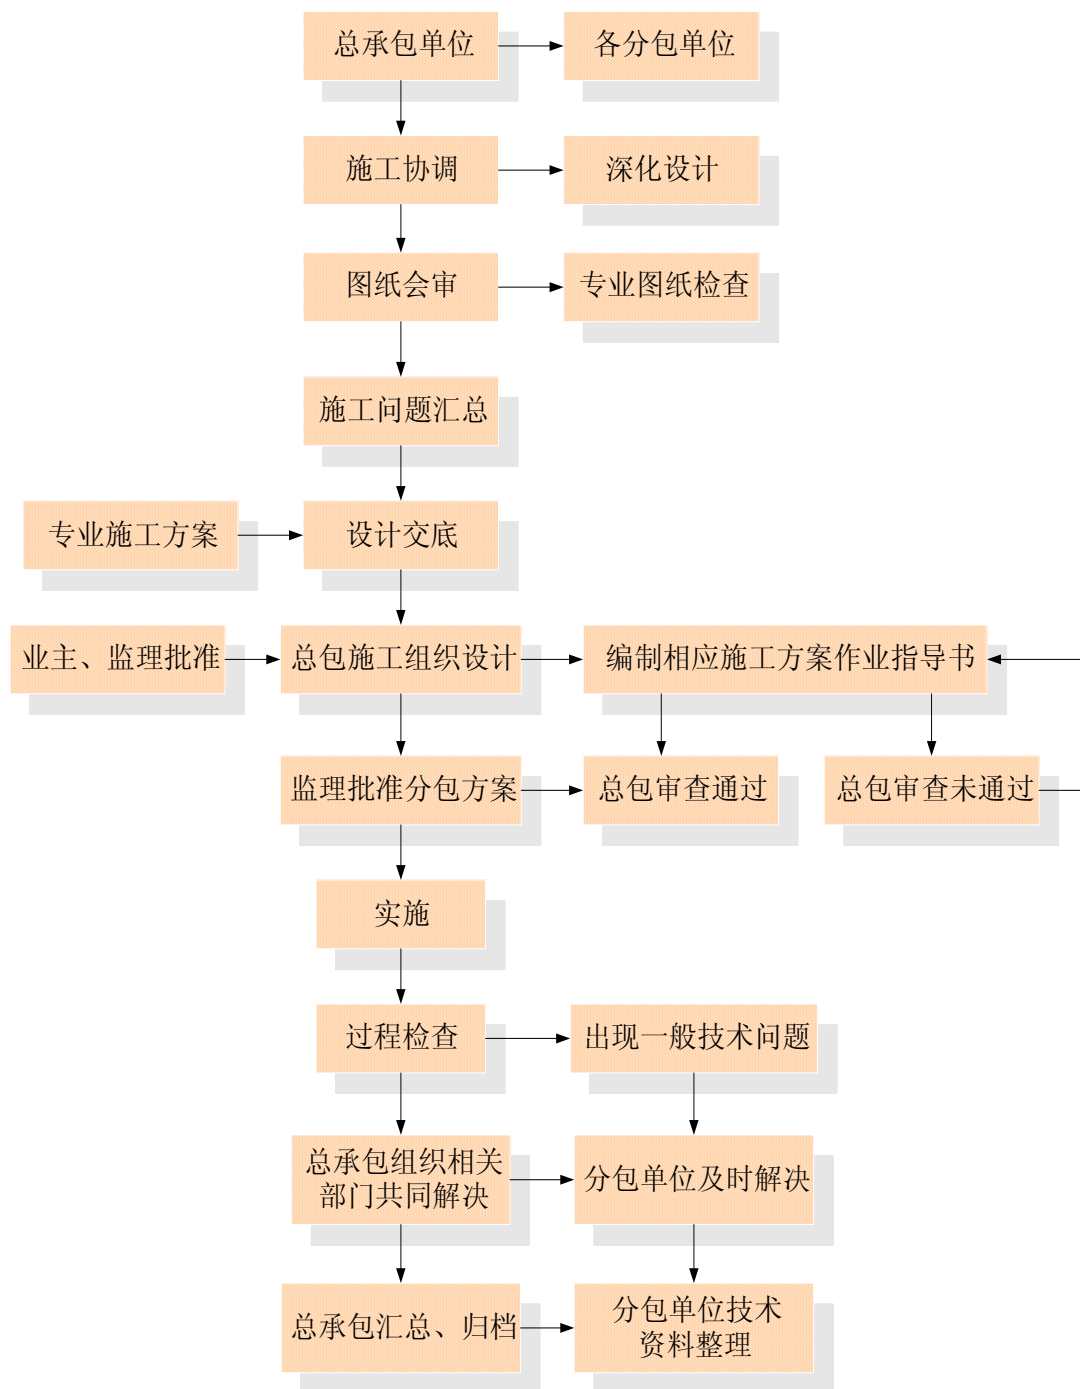 总承包单位
各分包单位
施工协调
深化设计
图纸会审
专业图纸检查
施工问题汇总
专业施工方案
设计交底
业主、监理批准
总包施工组织设计
编制相应施工方案作业指导书
监理批准分包方案
总包审查通过
总包审查未通过
实施
过程检查
出现一般技术问题
总承包组织相关
部门共同解决
分包单位及时解决
总承包汇总、归档
分包单位技术
资料整理